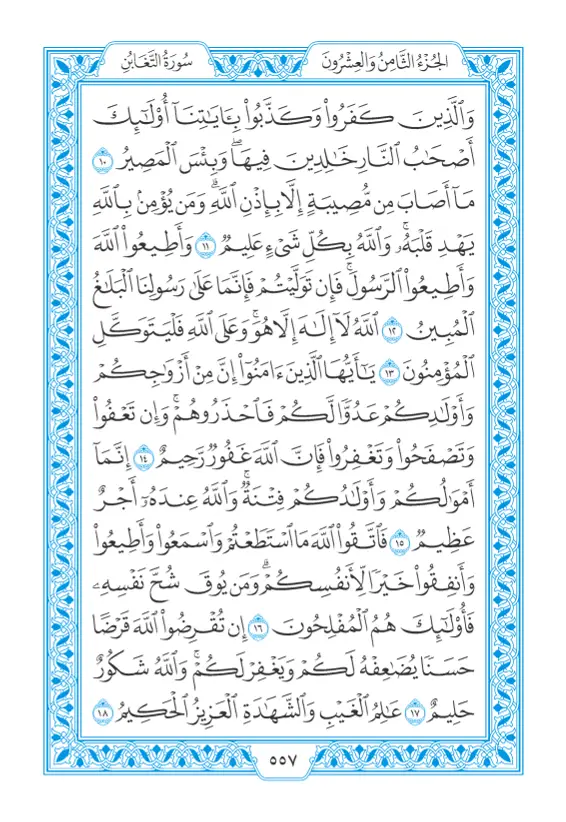 الجُزْءُ الثَّامِنُ وَالعِشْرُونَ
سُورَةُ التَّغَابُنِ
وَٱلَّذِينَ كَفَرُوا۟ وَكَذَّبُوا۟ بِـَٔايَـٰتِنَآ أُو۟لَـٰٓئِكَ
أَصْحَـٰبُ ٱلنَّارِ خَـٰلِدِينَ فِيهَا ۖ وَبِئْسَ ٱلْمَصِيرُ ١٠
مَآ أَصَابَ مِن مُّصِيبَةٍ إِلَّا بِإِذْنِ ٱللَّهِ ۗ وَمَن يُؤْمِنۢ بِٱللَّهِ
يَهْدِ قَلْبَهُۥ ۚ وَٱللَّهُ بِكُلِّ شَىْءٍ عَلِيمٌ ١١ وَأَطِيعُوا۟ ٱللَّهَ
وَأَطِيعُوا۟ ٱلرَّسُولَ ۚ فَإِن تَوَلَّيْتُمْ فَإِنَّمَا عَلَىٰ رَسُولِنَا ٱلْبَلَـٰغُ
ٱلْمُبِينُ ١٢ ٱللَّهُ لَآ إِلَـٰهَ إِلَّا هُوَ ۚ وَعَلَى ٱللَّهِ فَلْيَتَوَكَّلِ
ٱلْمُؤْمِنُونَ ١٣ يَـٰٓأَيُّهَا ٱلَّذِينَ ءَامَنُوٓا۟ إِنَّ مِنْ أَزْوَٰجِكُمْ
وَأَوْلَـٰدِكُمْ عَدُوًّا لَّكُمْ فَٱحْذَرُوهُمْ ۚ وَإِن تَعْفُوا۟
وَتَصْفَحُوا۟ وَتَغْفِرُوا۟ فَإِنَّ ٱللَّهَ غَفُورٌ رَّحِيمٌ ١٤ إِنَّمَآ
أَمْوَٰلُكُمْ وَأَوْلَـٰدُكُمْ فِتْنَةٌ ۚ وَٱللَّهُ عِندَهُۥٓ أَجْرٌ
عَظِيمٌ ١٥ فَٱتَّقُوا۟ ٱللَّهَ مَا ٱسْتَطَعْتُمْ وَٱسْمَعُوا۟ وَأَطِيعُوا۟
وَأَنفِقُوا۟ خَيْرًا لِّأَنفُسِكُمْ ۗ وَمَن يُوقَ شُحَّ نَفْسِهِۦ
فَأُو۟لَـٰٓئِكَ هُمُ ٱلْمُفْلِحُونَ ١٦ إِن تُقْرِضُوا۟ ٱللَّهَ قَرْضًا
حَسَنًا يُضَـٰعِفْهُ لَكُمْ وَيَغْفِرْ لَكُمْ ۚ وَٱللَّهُ شَكُورٌ
حَلِيمٌ ١٧ عَـٰلِمُ ٱلْغَيْبِ وَٱلشَّهَـٰدَةِ ٱلْعَزِيزُ ٱلْحَكِيمُ ١٨
٥٥٧